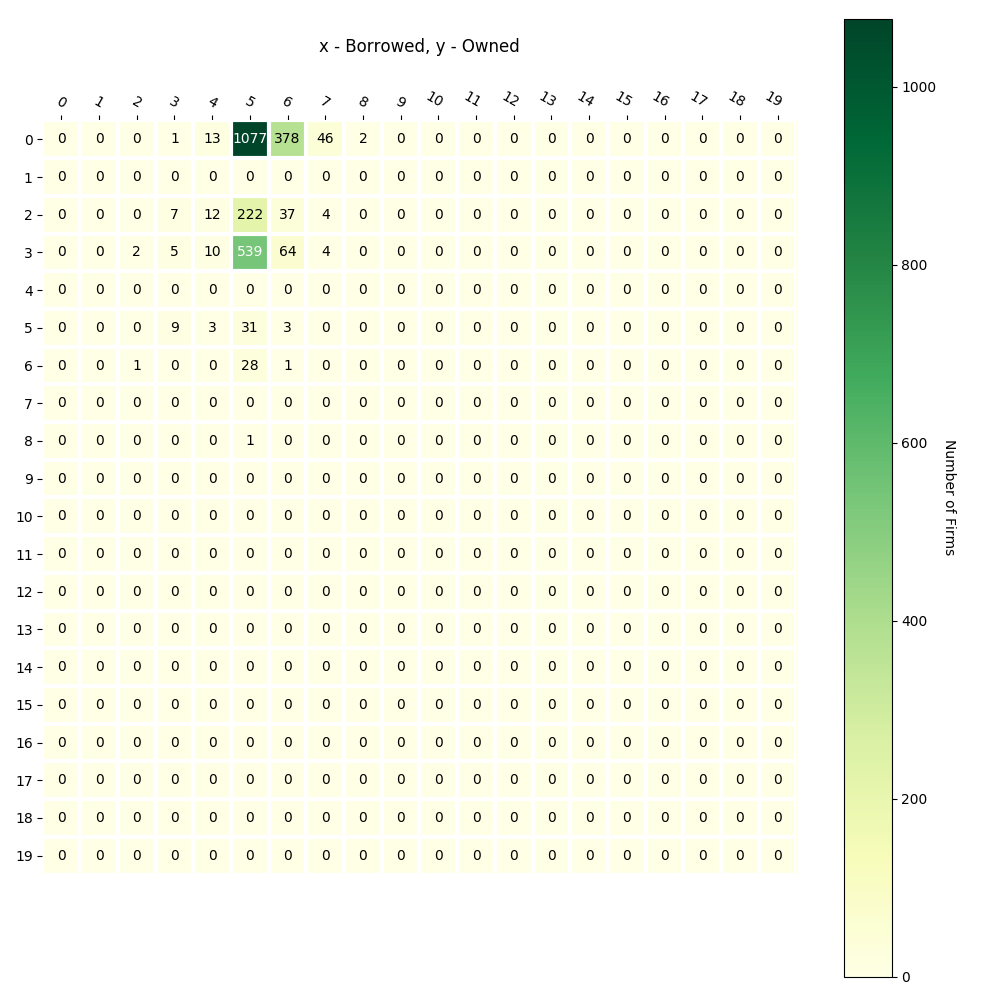 x - Borrowed, y - Owned
0 1 2 3 4 5 6 7 8 9 10 11 12 13 14 15 16 17 18 19
0 0 0 0 1 13 1077 378 46 2 0 0 0 0 0 0 0 0 0 0 0
1 0 0 0 0 0 0 0 0 0 0 0 0 0 0 0 0 0 0 0 0
2 0 0 0 7 12 222 37 4 0 0 0 0 0 0 0 0 0 0 0 0
3 0 0 2 5 10 539 64 4 0 0 0 0 0 0 0 0 0 0 0 0
4 0 0 0 0 0 0 0 0 0 0 0 0 0 0 0 0 0 0 0 0
5 0 0 0 9 3 31 3 0 0 0 0 0 0 0 0 0 0 0 0 0
6 0 0 1 0 0 28 1 0 0 0 0 0 0 0 0 0 0 0 0 0
7 0 0 0 0 0 0 0 0 0 0 0 0 0 0 0 0 0 0 0 0
8 0 0 0 0 0 1 0 0 0 0 0 0 0 0 0 0 0 0 0 0
9 0 0 0 0 0 0 0 0 0 0 0 0 0 0 0 0 0 0 0 0
10 0 0 0 0 0 0 0 0 0 0 0 0 0 0 0 0 0 0 0 0
11 0 0 0 0 0 0 0 0 0 0 0 0 0 0 0 0 0 0 0 0
12 0 0 0 0 0 0 0 0 0 0 0 0 0 0 0 0 0 0 0 0
13 0 0 0 0 0 0 0 0 0 0 0 0 0 0 0 0 0 0 0 0
14 0 0 0 0 0 0 0 0 0 0 0 0 0 0 0 0 0 0 0 0
15 0 0 0 0 0 0 0 0 0 0 0 0 0 0 0 0 0 0 0 0
16 0 0 0 0 0 0 0 0 0 0 0 0 0 0 0 0 0 0 0 0
17 0 0 0 0 0 0 0 0 0 0 0 0 0 0 0 0 0 0 0 0
18 0 0 0 0 0 0 0 0 0 0 0 0 0 0 0 0 0 0 0 0
19 0 0 0 0 0 0 0 0 0 0 0 0 0 0 0 0 0 0 0 0
1000
800
600
400
200
0
Number of Firms